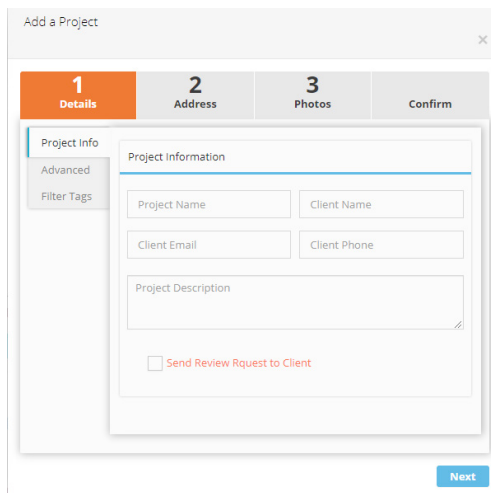 Add a Project
×
1 2 3
Details Address Photos Confirm
Project Info
Advanced
Filter Tags
Project Information
Project Name Client Name
Client Email Client Phone
Project Description
Send Review Rquest to Client
Next